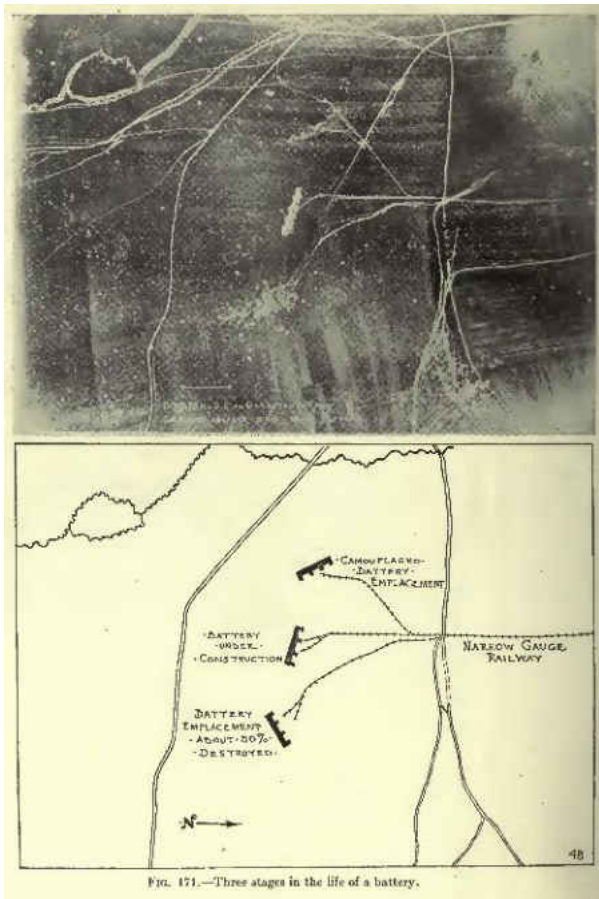 ·CAMOUFLAGED·
BATTERY·
EMPLACEMENT
·BATTERY
·UNDER·
·CONSTRUCTION
NARROW GAUGE
RAILWAY
BATTERY
EMPLACEMENT
·ABOUT·50%·
·DESTROYED·
N
48
FIG. 171.—Three stages in the life of a battery.